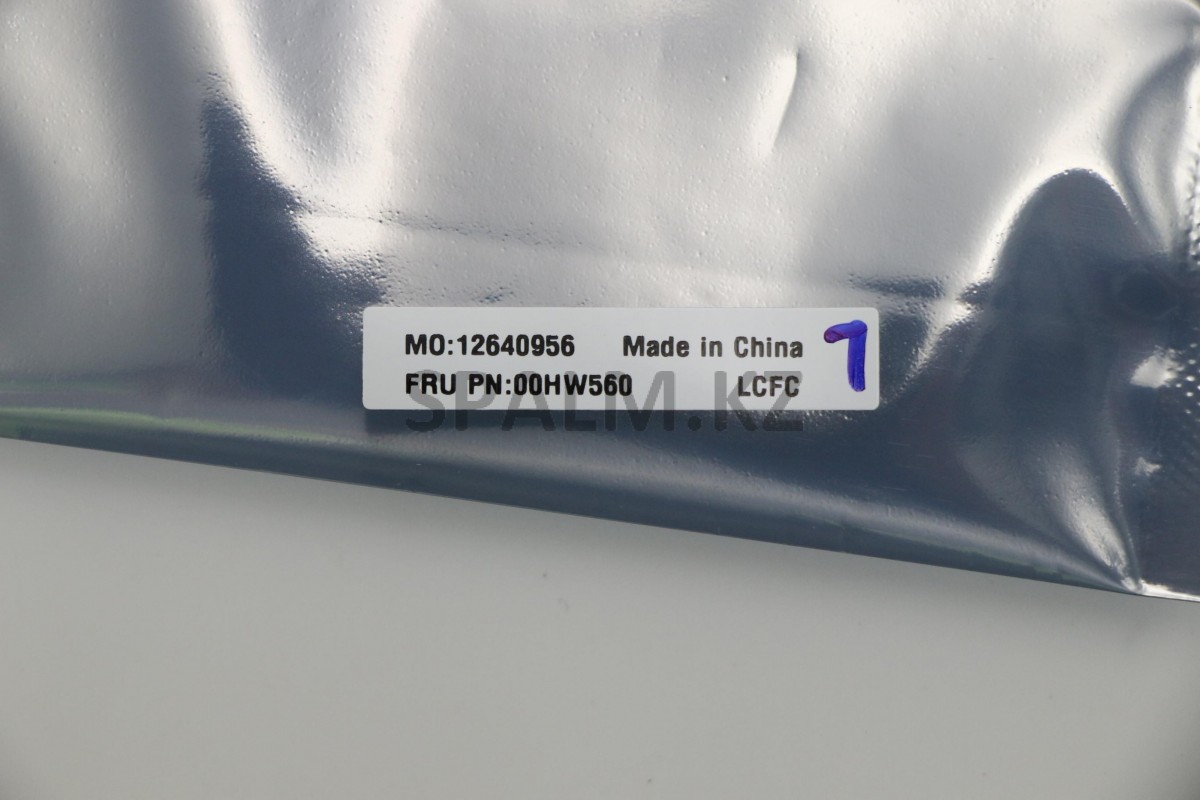 MO:12640956 Made in China 1
FRU PN:00HW560 LCFC
SPALM.KZ